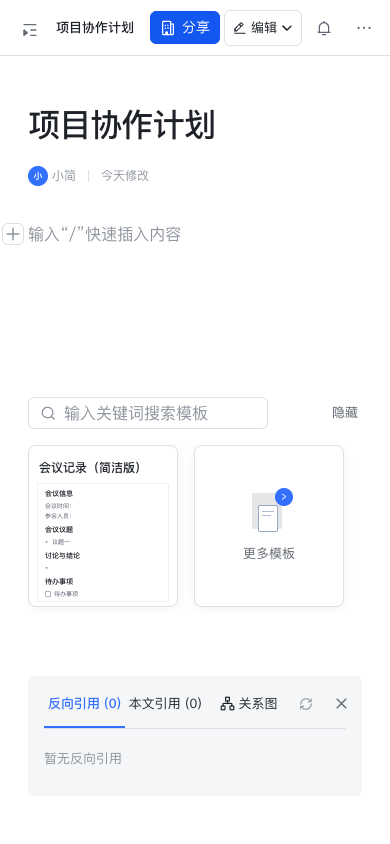 项目协作计划 分享 编辑
项目协作计划
小 小简 今天修改
输入“/”快速插入内容
输入关键词搜索模板 隐藏
会议记录（简洁版）
会议信息
会议时间：
参会人员：
会议议题
• 议题一
讨论与结论
•
待办事项
待办事项
更多模板
反向引用 (0) 本文引用 (0) 关系图
暂无反向引用